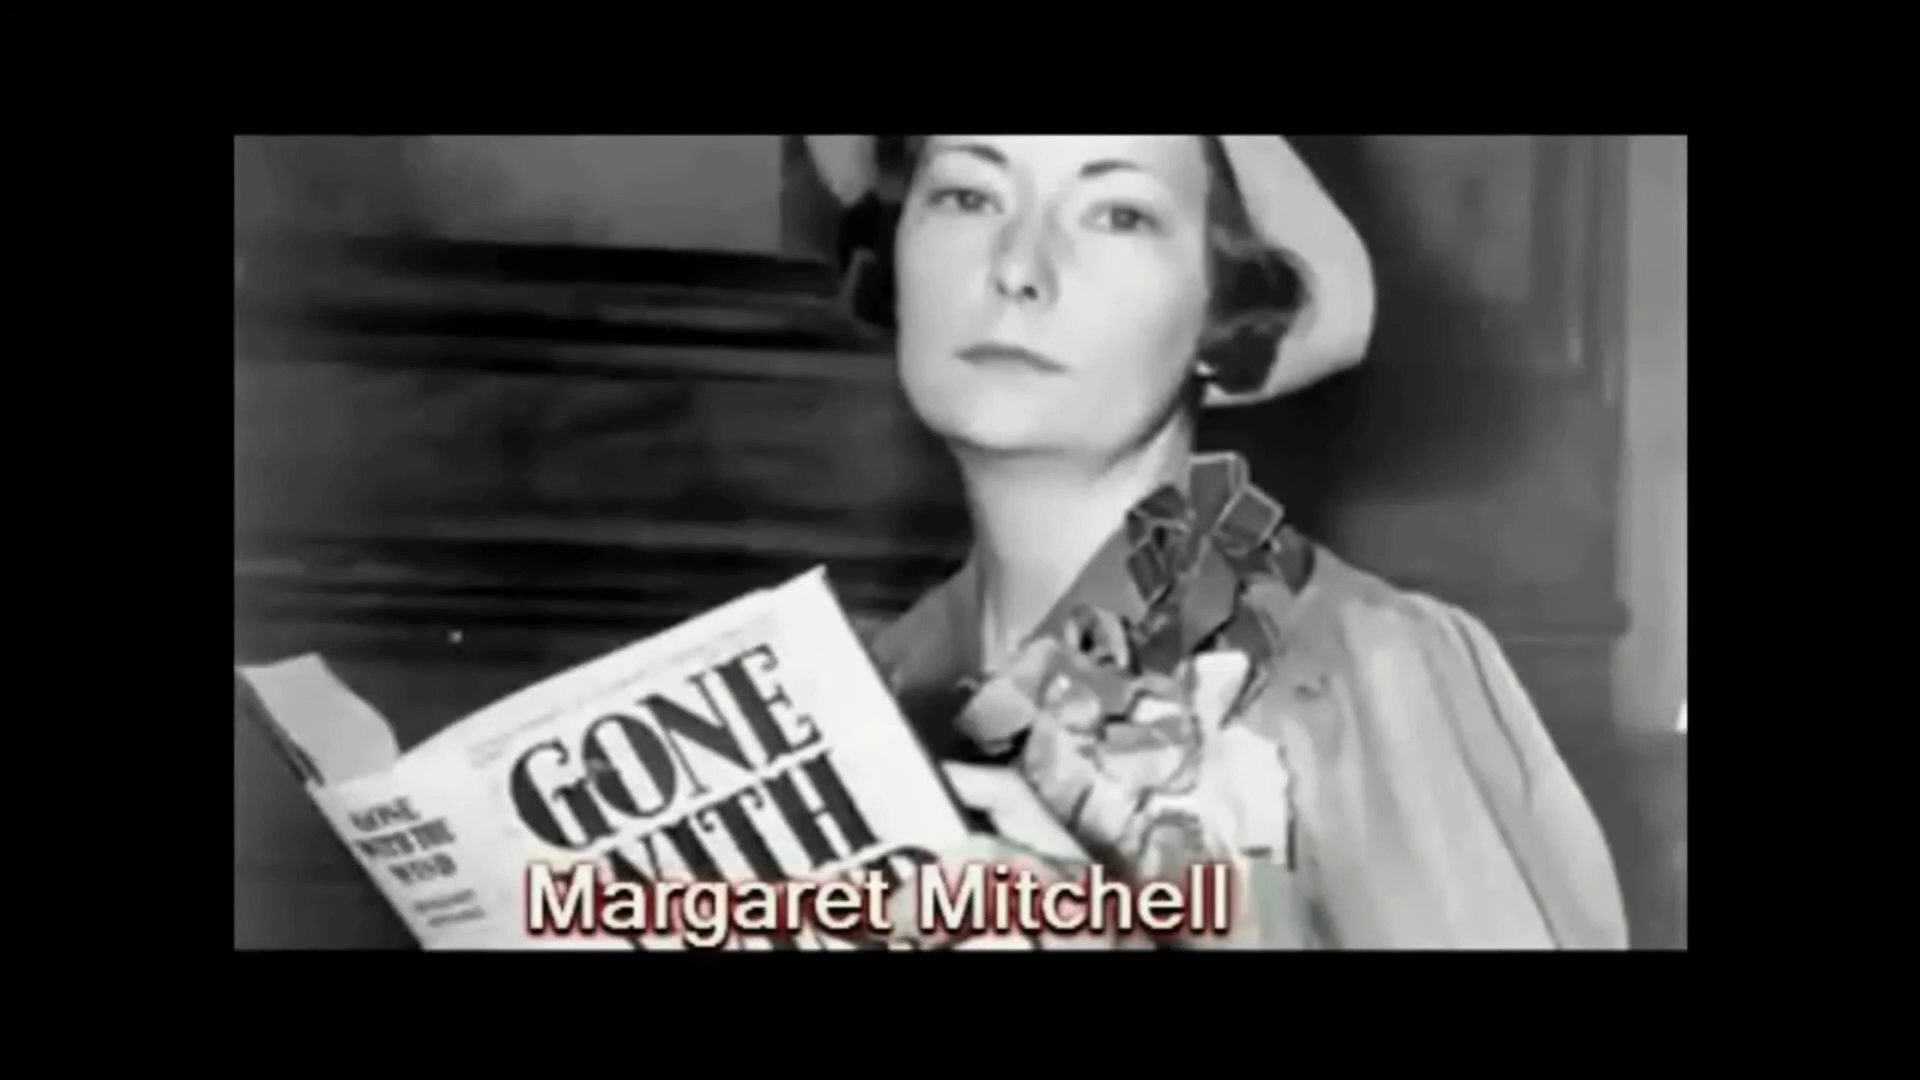 GONE
WITH
GONE
WITH THE
WIND
Margaret Mitchell